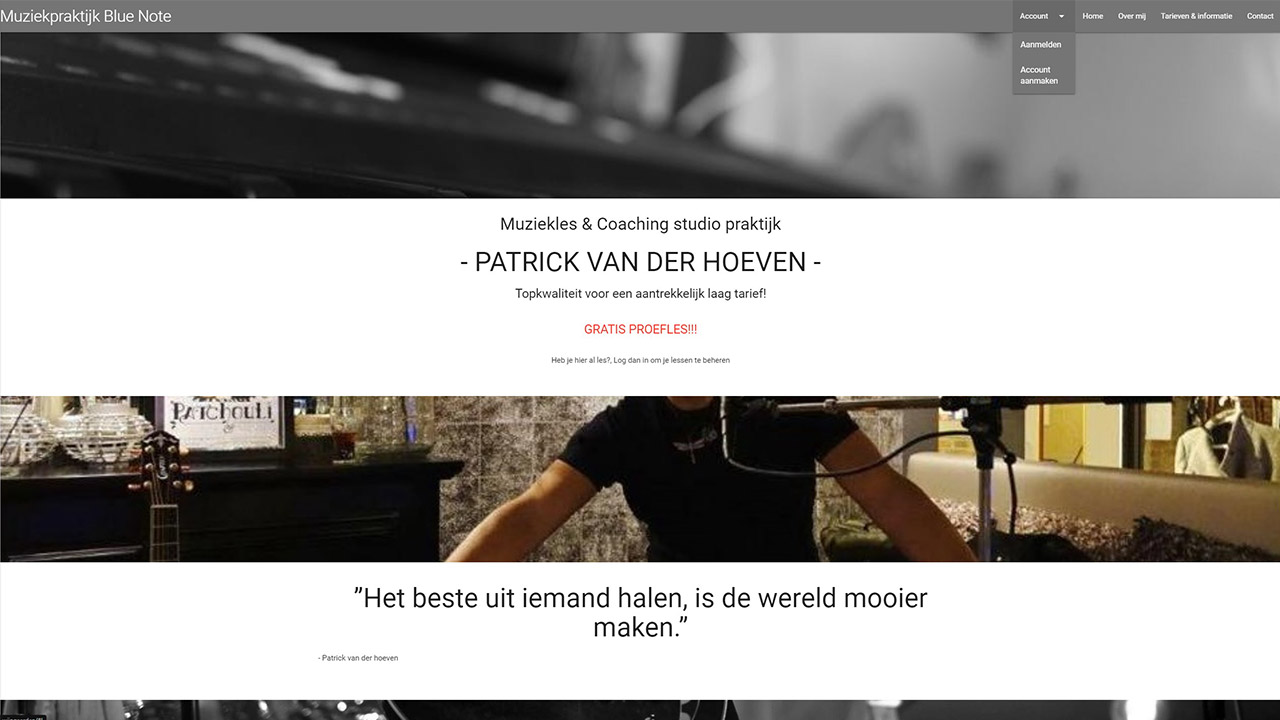 Muziekpraktijk Blue Note
Account Home Over mij Tarieven & informatie Contact
Aanmelden
Account
aanmaken
Muziekles & Coaching studio praktijk
- PATRICK VAN DER HOEVEN -
Topkwaliteit voor een aantrekkelijk laag tarief!
GRATIS PROEFLES!!!
Heb je hier al les?, Log dan in om je lessen te beheren
PATCHOULI
”Het beste uit iemand halen, is de wereld mooier
maken.”
- Patrick van der hoeven